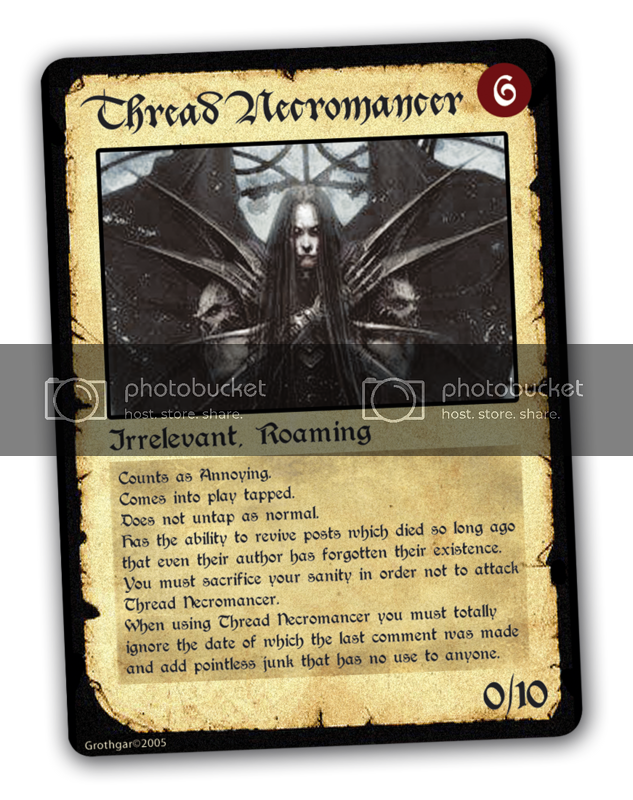 Thread Necromancer
6
photobucket photobucket
host. store. share. host. store. share.
Irrelevant, Roaming
Counts as Annoying.
Comes into play tapped.
Does not untap as normal.
Has the ability to revive posts which died so long ago
that even their author has forgotten their existence.
You must sacrifice your sanity in order not to attack
Thread Necromancer.
When using Thread Necromancer you must totally
ignore the date of which the last comment was made
and add pointless junk that has no use to anyone.
0/10
Grothgar©2005